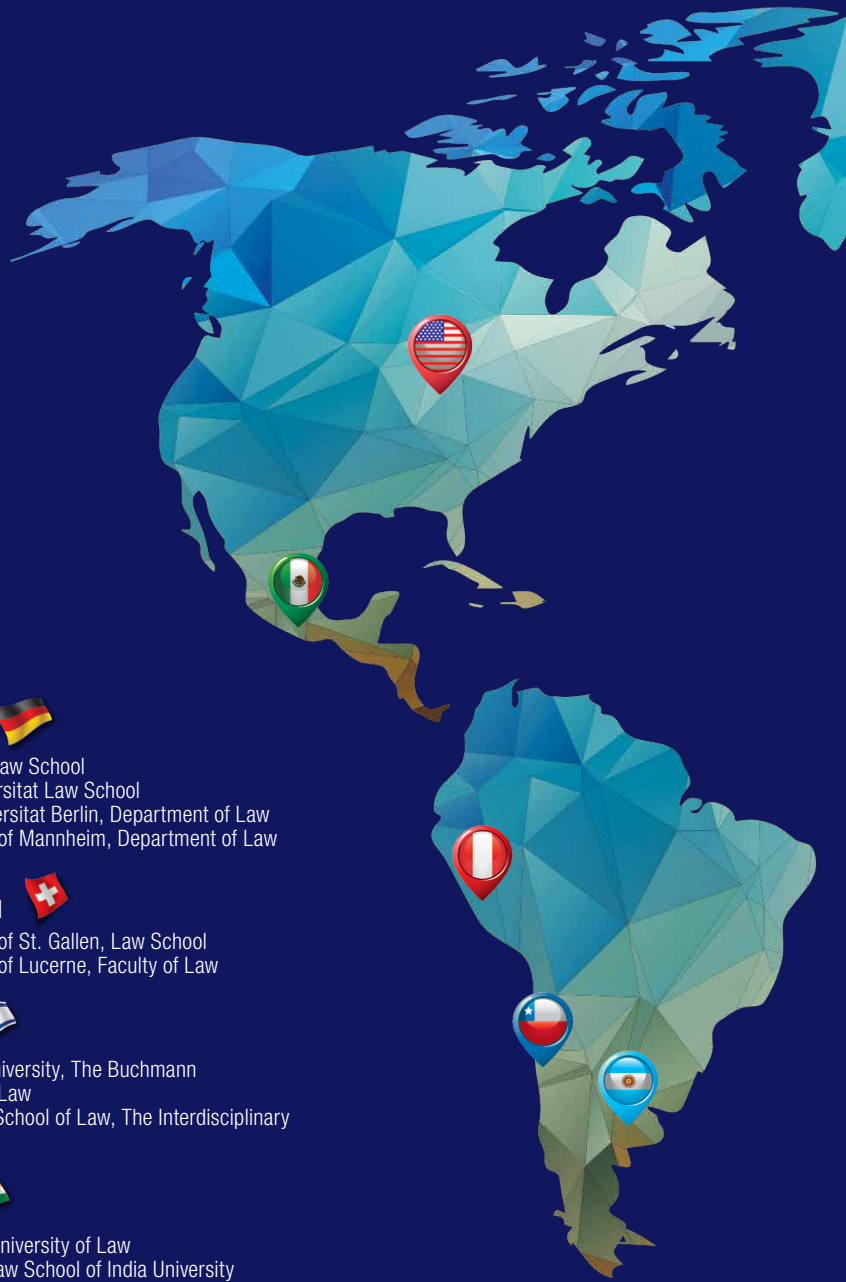 aw School
rsitat Law School
ersitat Berlin, Department of Law
of Mannheim, Department of Law
of St. Gallen, Law School
of Lucerne, Faculty of Law
iversity, The Buchmann
Law
School of Law, The Interdisciplinary
niversity of Law
aw School of India University